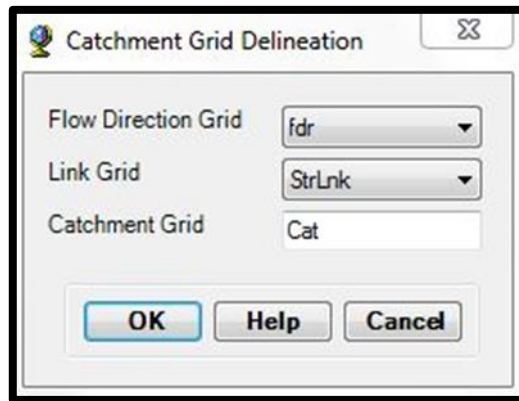 Catchment Grid Delineation
Flow Direction Grid fdr
Link Grid StrLnk
Catchment Grid Cat
OK Help Cancel